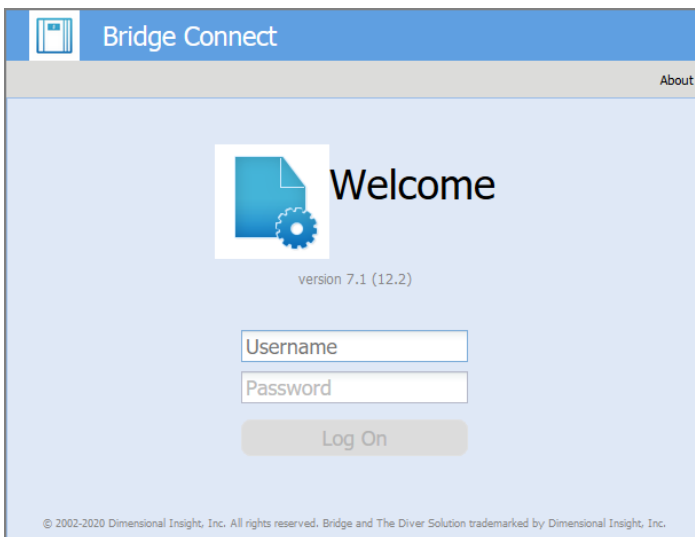 Bridge Connect
About
Welcome
version 7.1 (12.2)
Username
Password
Log On
© 2002-2020 Dimensional Insight, Inc. All rights reserved. Bridge and The Diver Solution trademarked by Dimensional Insight, Inc.